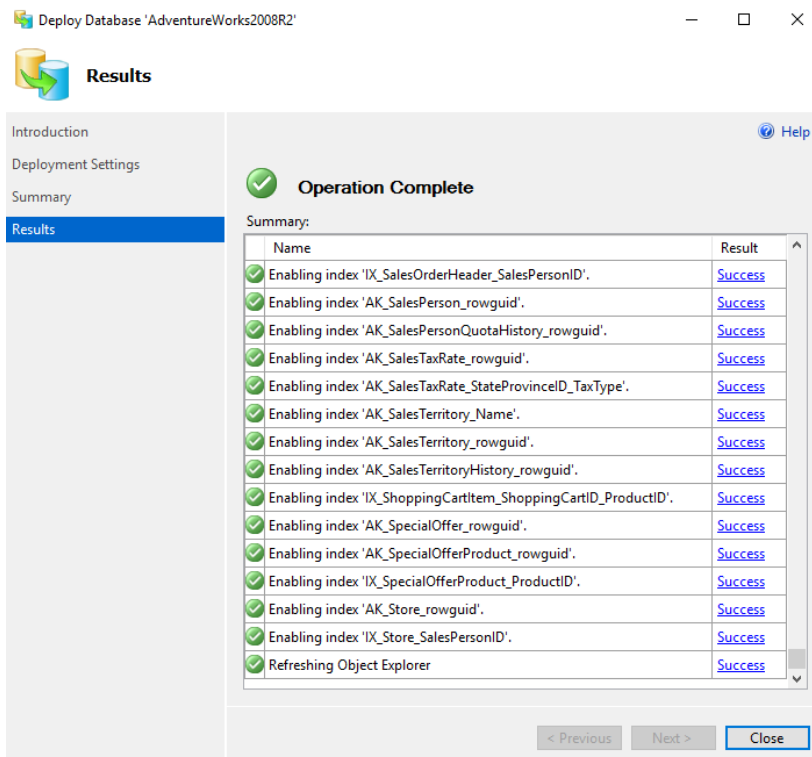 Deploy Database 'AdventureWorks2008R2'
Results
Introduction
Deployment Settings
Summary
Results
Help
Operation Complete
Summary:
Name Result
Enabling index 'IX_SalesOrderHeader_SalesPersonID'. Success
Enabling index 'AK_SalesPerson_rowguid'. Success
Enabling index 'AK_SalesPersonQuotaHistory_rowguid'. Success
Enabling index 'AK_SalesTaxRate_rowguid'. Success
Enabling index 'AK_SalesTaxRate_StateProvinceID_TaxType'. Success
Enabling index 'AK_SalesTerritory_Name'. Success
Enabling index 'AK_SalesTerritory_rowguid'. Success
Enabling index 'AK_SalesTerritoryHistory_rowguid'. Success
Enabling index 'IX_ShoppingCartItem_ShoppingCartID_ProductID'. Success
Enabling index 'AK_SpecialOffer_rowguid'. Success
Enabling index 'AK_SpecialOfferProduct_rowguid'. Success
Enabling index 'IX_SpecialOfferProduct_ProductID'. Success
Enabling index 'AK_Store_rowguid'. Success
Enabling index 'IX_Store_SalesPersonID'. Success
Refreshing Object Explorer Success
< Previous Next > Close